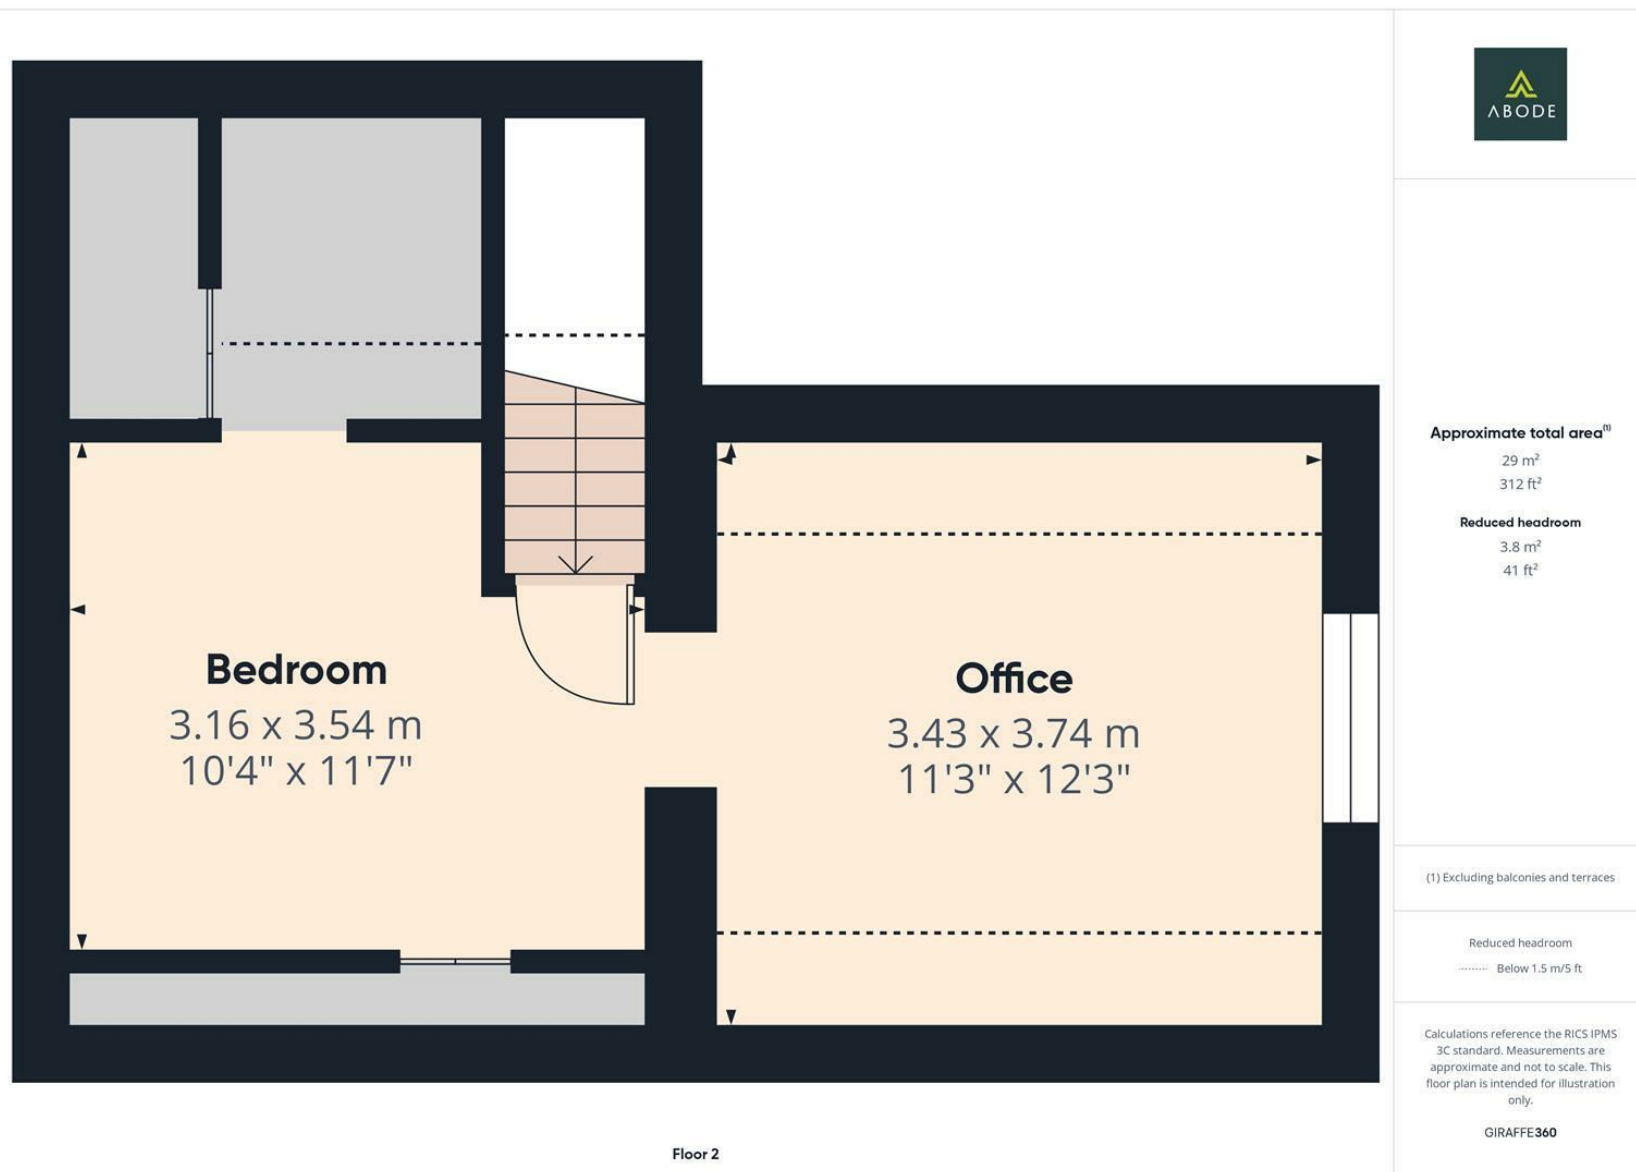 ABODE
Bedroom
3.16 x 3.54 m
10'4" x 11'7"
Office
3.43 x 3.74 m
11'3" x 12'3"
Floor 2
Approximate total area(1)
29 m²
312 ft²
Reduced headroom
3.8 m²
41 ft²
(1) Excluding balconies and terraces
Reduced headroom
Below 1.5 m/5 ft
Calculations reference the RICS IPMS
3C standard. Measurements are
approximate and not to scale. This
floor plan is intended for illustration
only.
GIRAFFE360